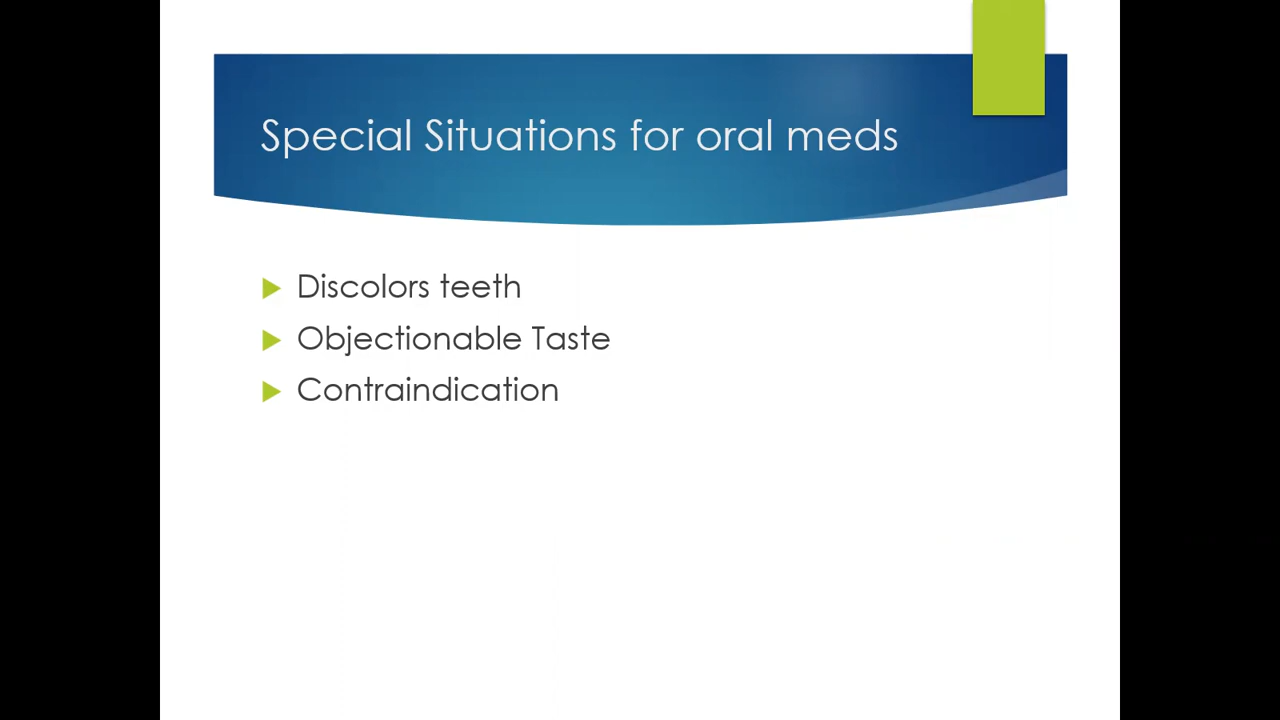 Special Situations for oral meds
Discolors teeth
Objectionable Taste
Contraindication